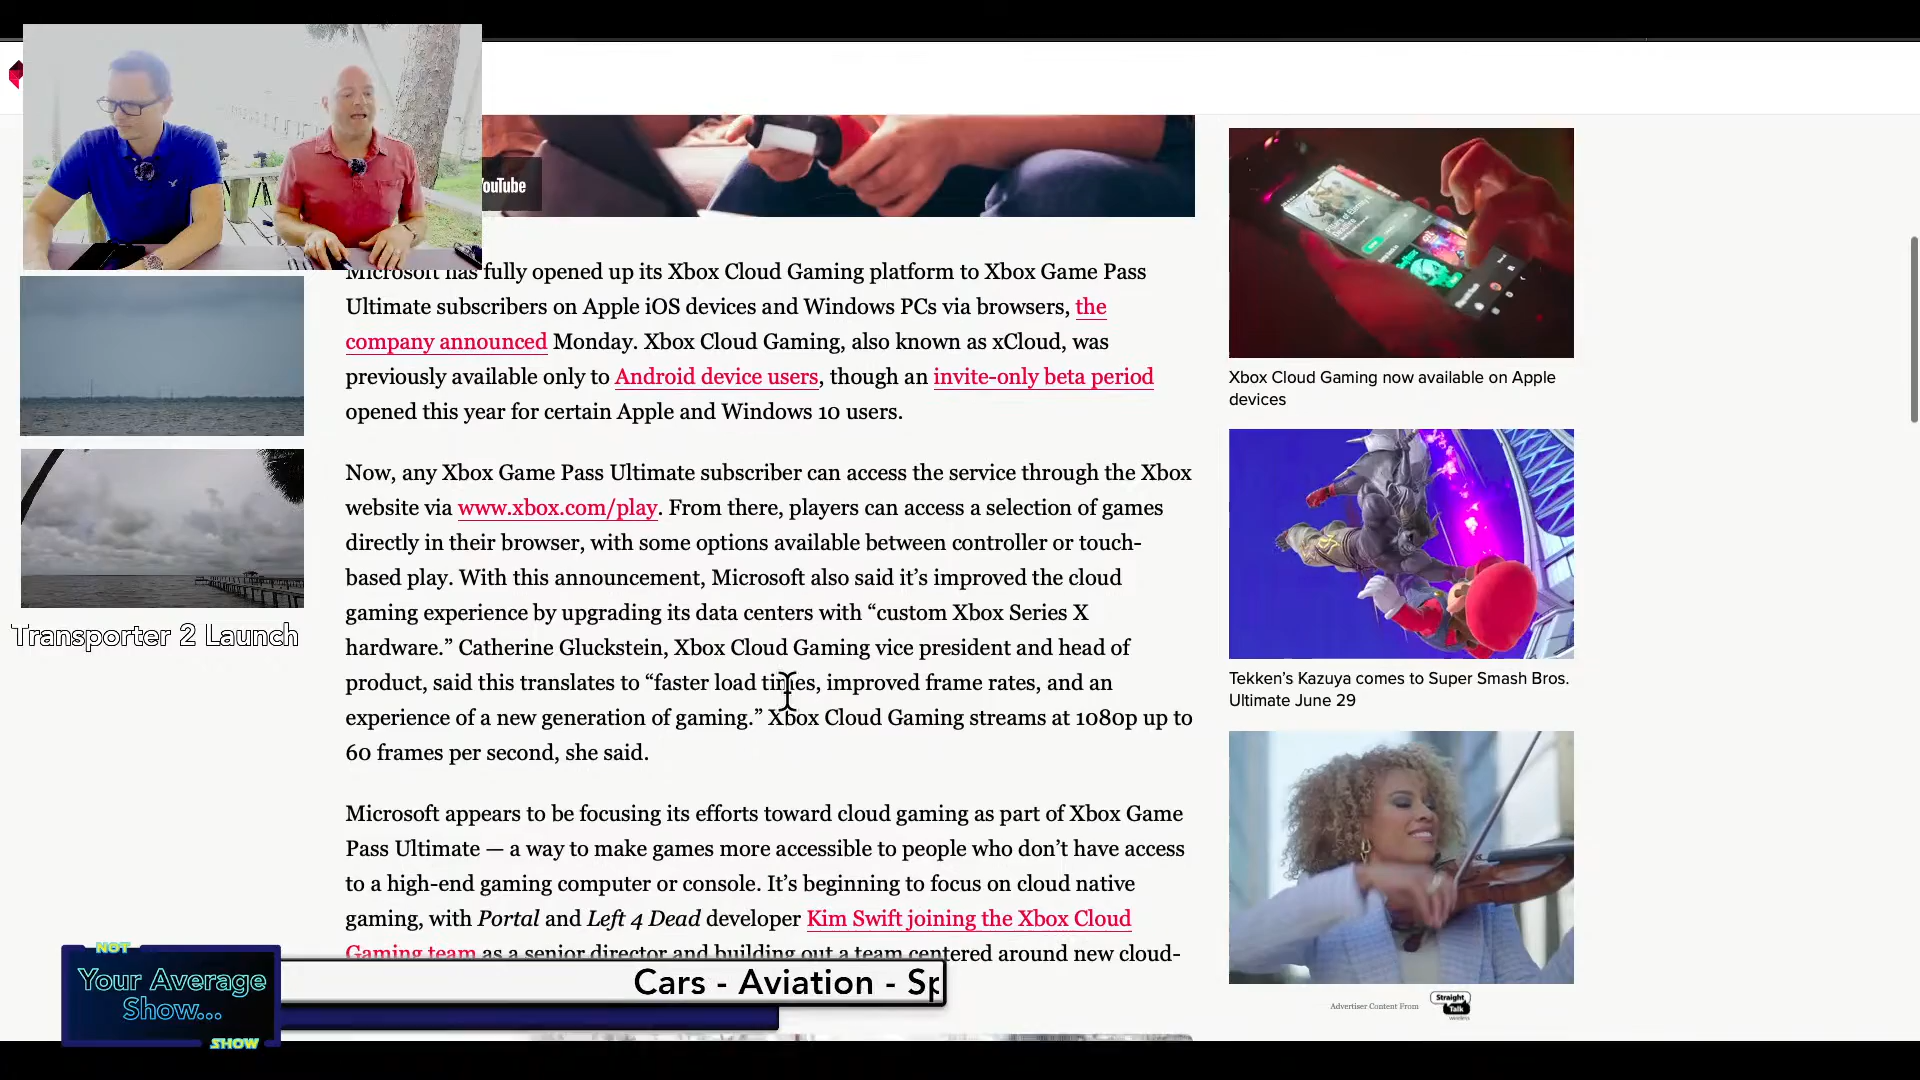 YouTube
Microsoft has fully opened up its Xbox Cloud Gaming platform to Xbox Game Pass
Ultimate subscribers on Apple iOS devices and Windows PCs via browsers, the
company announced Monday. Xbox Cloud Gaming, also known as xCloud, was
previously available only to Android device users, though an invite-only beta period
opened this year for certain Apple and Windows 10 users.
Now, any Xbox Game Pass Ultimate subscriber can access the service through the Xbox
website via www.xbox.com/play. From there, players can access a selection of games
directly in their browser, with some options available between controller or touch-
based play. With this announcement, Microsoft also said it’s improved the cloud
gaming experience by upgrading its data centers with “custom Xbox Series X
hardware.” Catherine Gluckstein, Xbox Cloud Gaming vice president and head of
product, said this translates to “faster load times, improved frame rates, and an
experience of a new generation of gaming.” Xbox Cloud Gaming streams at 1080p up to
60 frames per second, she said.
Microsoft appears to be focusing its efforts toward cloud gaming as part of Xbox Game
Pass Ultimate — a way to make games more accessible to people who don’t have access
to a high-end gaming computer or console. It’s beginning to focus on cloud native
gaming, with Portal and Left 4 Dead developer Kim Swift joining the Xbox Cloud
Gaming team as a senior director and building out a team centered around new cloud-
Xbox Cloud Gaming now available on Apple
devices
Tekken’s Kazuya comes to Super Smash Bros.
Ultimate June 29
Advertiser Content From
Straight
Talk
Transporter 2 Launch
NOT
Your Average
Show...
SHOW
Cars - Aviation - Sp